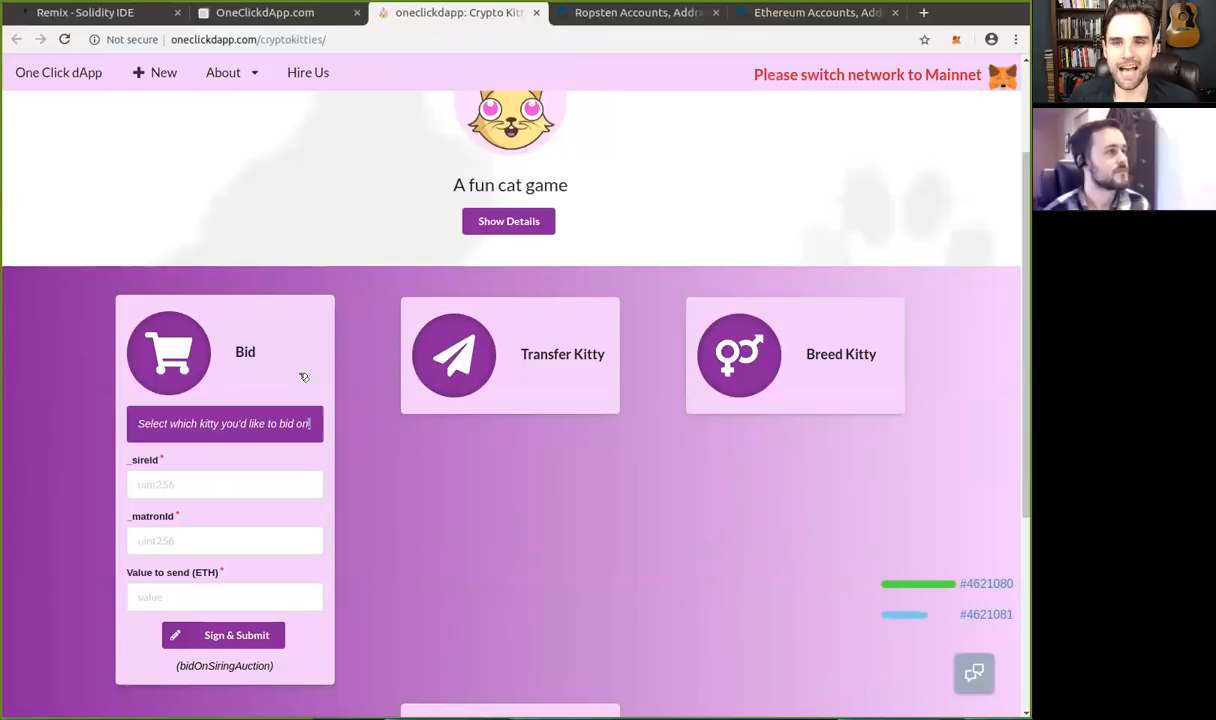 Remix - Solidity IDE
OneClickdApp.com
oneclickdapp: Crypto Kitt
Ropsten Accounts, Addre
Ethereum Accounts, Add
Not secure
oneclickdapp.com/cryptokitties/
One Click dApp
New
About
Hire Us
Please switch network to Mainnet
A fun cat game
Show Details
Bid
Transfer Kitty
Breed Kitty
Select which kitty you'd like to bid on!
_sireId*
uint256
_matronId*
uint256
Value to send (ETH)*
value
Sign & Submit
(bidOnSiringAuction)
#4621080
#4621081